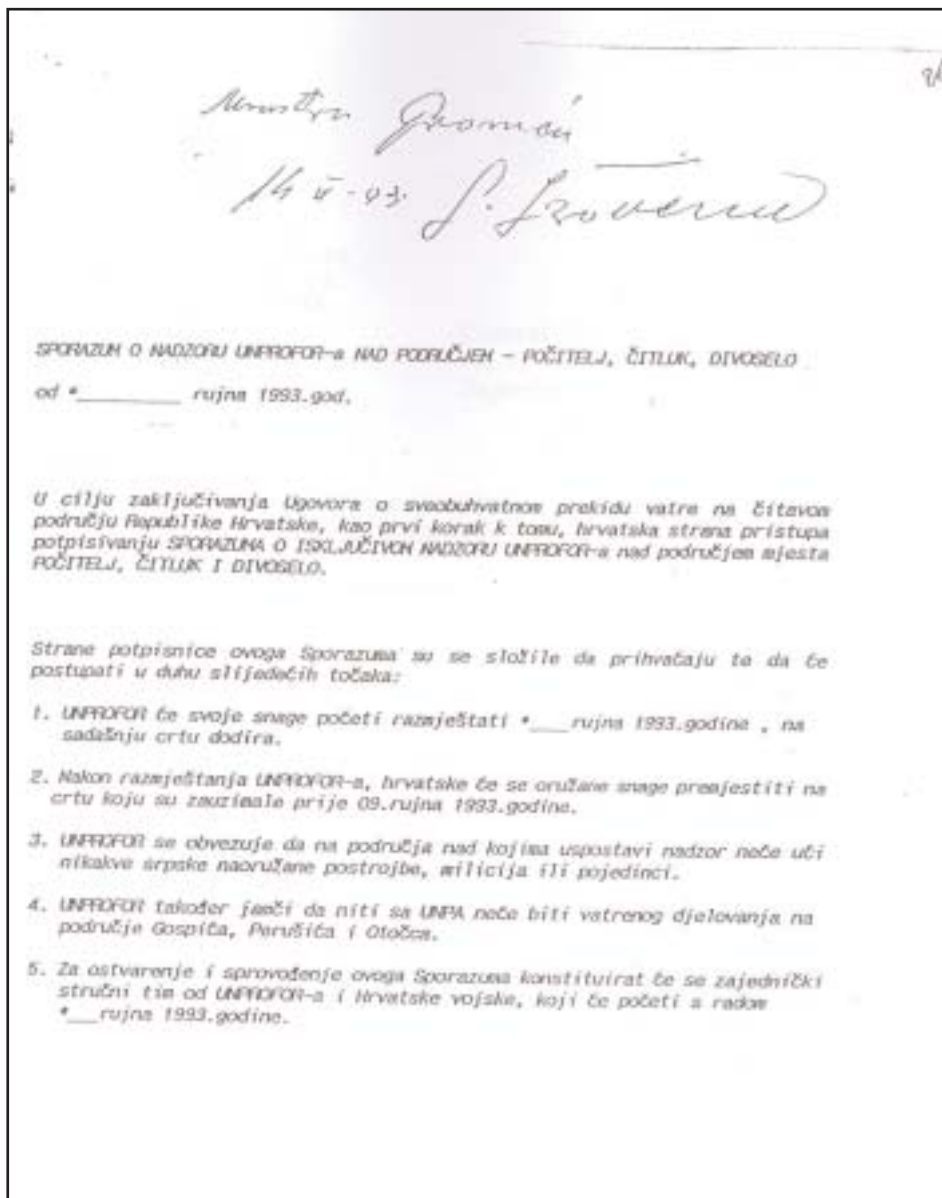 14 IX-93.
SPORAZUM O NADZORU UNPROFOR-a NAD PODRUČJEM - POČITELJ, ČITLUK, DIVOSELO
od *_________ rujna 1993.god.
U cilju zaključivanja Ugovora o sveobuhvatnom prekidu vatre na čitavom
području Republike Hrvatske, kao prvi korak k tomu, hrvatska strana pristupa
potpisivanju SPORAZUMA O ISKLJUČIVOM NADZORU UNPROFOR-a nad područjem mjesta
POČITELJ, ČITLUK I DIVOSELO.
Strane potpisnice ovoga Sporazuma su se složile da prihvaćaju te da će
postupati u duhu slijedećih točaka:
1. UNPROFOR će svoje snage početi razmještati *___rujna 1993.godine , na
sadašnju crtu dodira.
2. Nakon razmještanja UNPROFOR-a, hrvatske će se oružane snage premjestiti na
crtu koju su zauzimale prije 09.rujna 1993.godine.
3. UNPROFOR se obvezuje da na područja nad kojima uspostavi nadzor neće ući
nikakve srpske naoružane postrojbe, milicija ili pojedinci.
4. UNPROFOR također jamči da niti sa UNPA neće biti vatrenog djelovanja na
područje Gospića, Perušića i Otočca.
5. Za ostvarenje i sprovođenje ovoga Sporazuma konstituirat će se zajednički
stručni tim od UNPROFOR-a i Hrvatske vojske, koji će početi s radom
*___rujna 1993.godine.